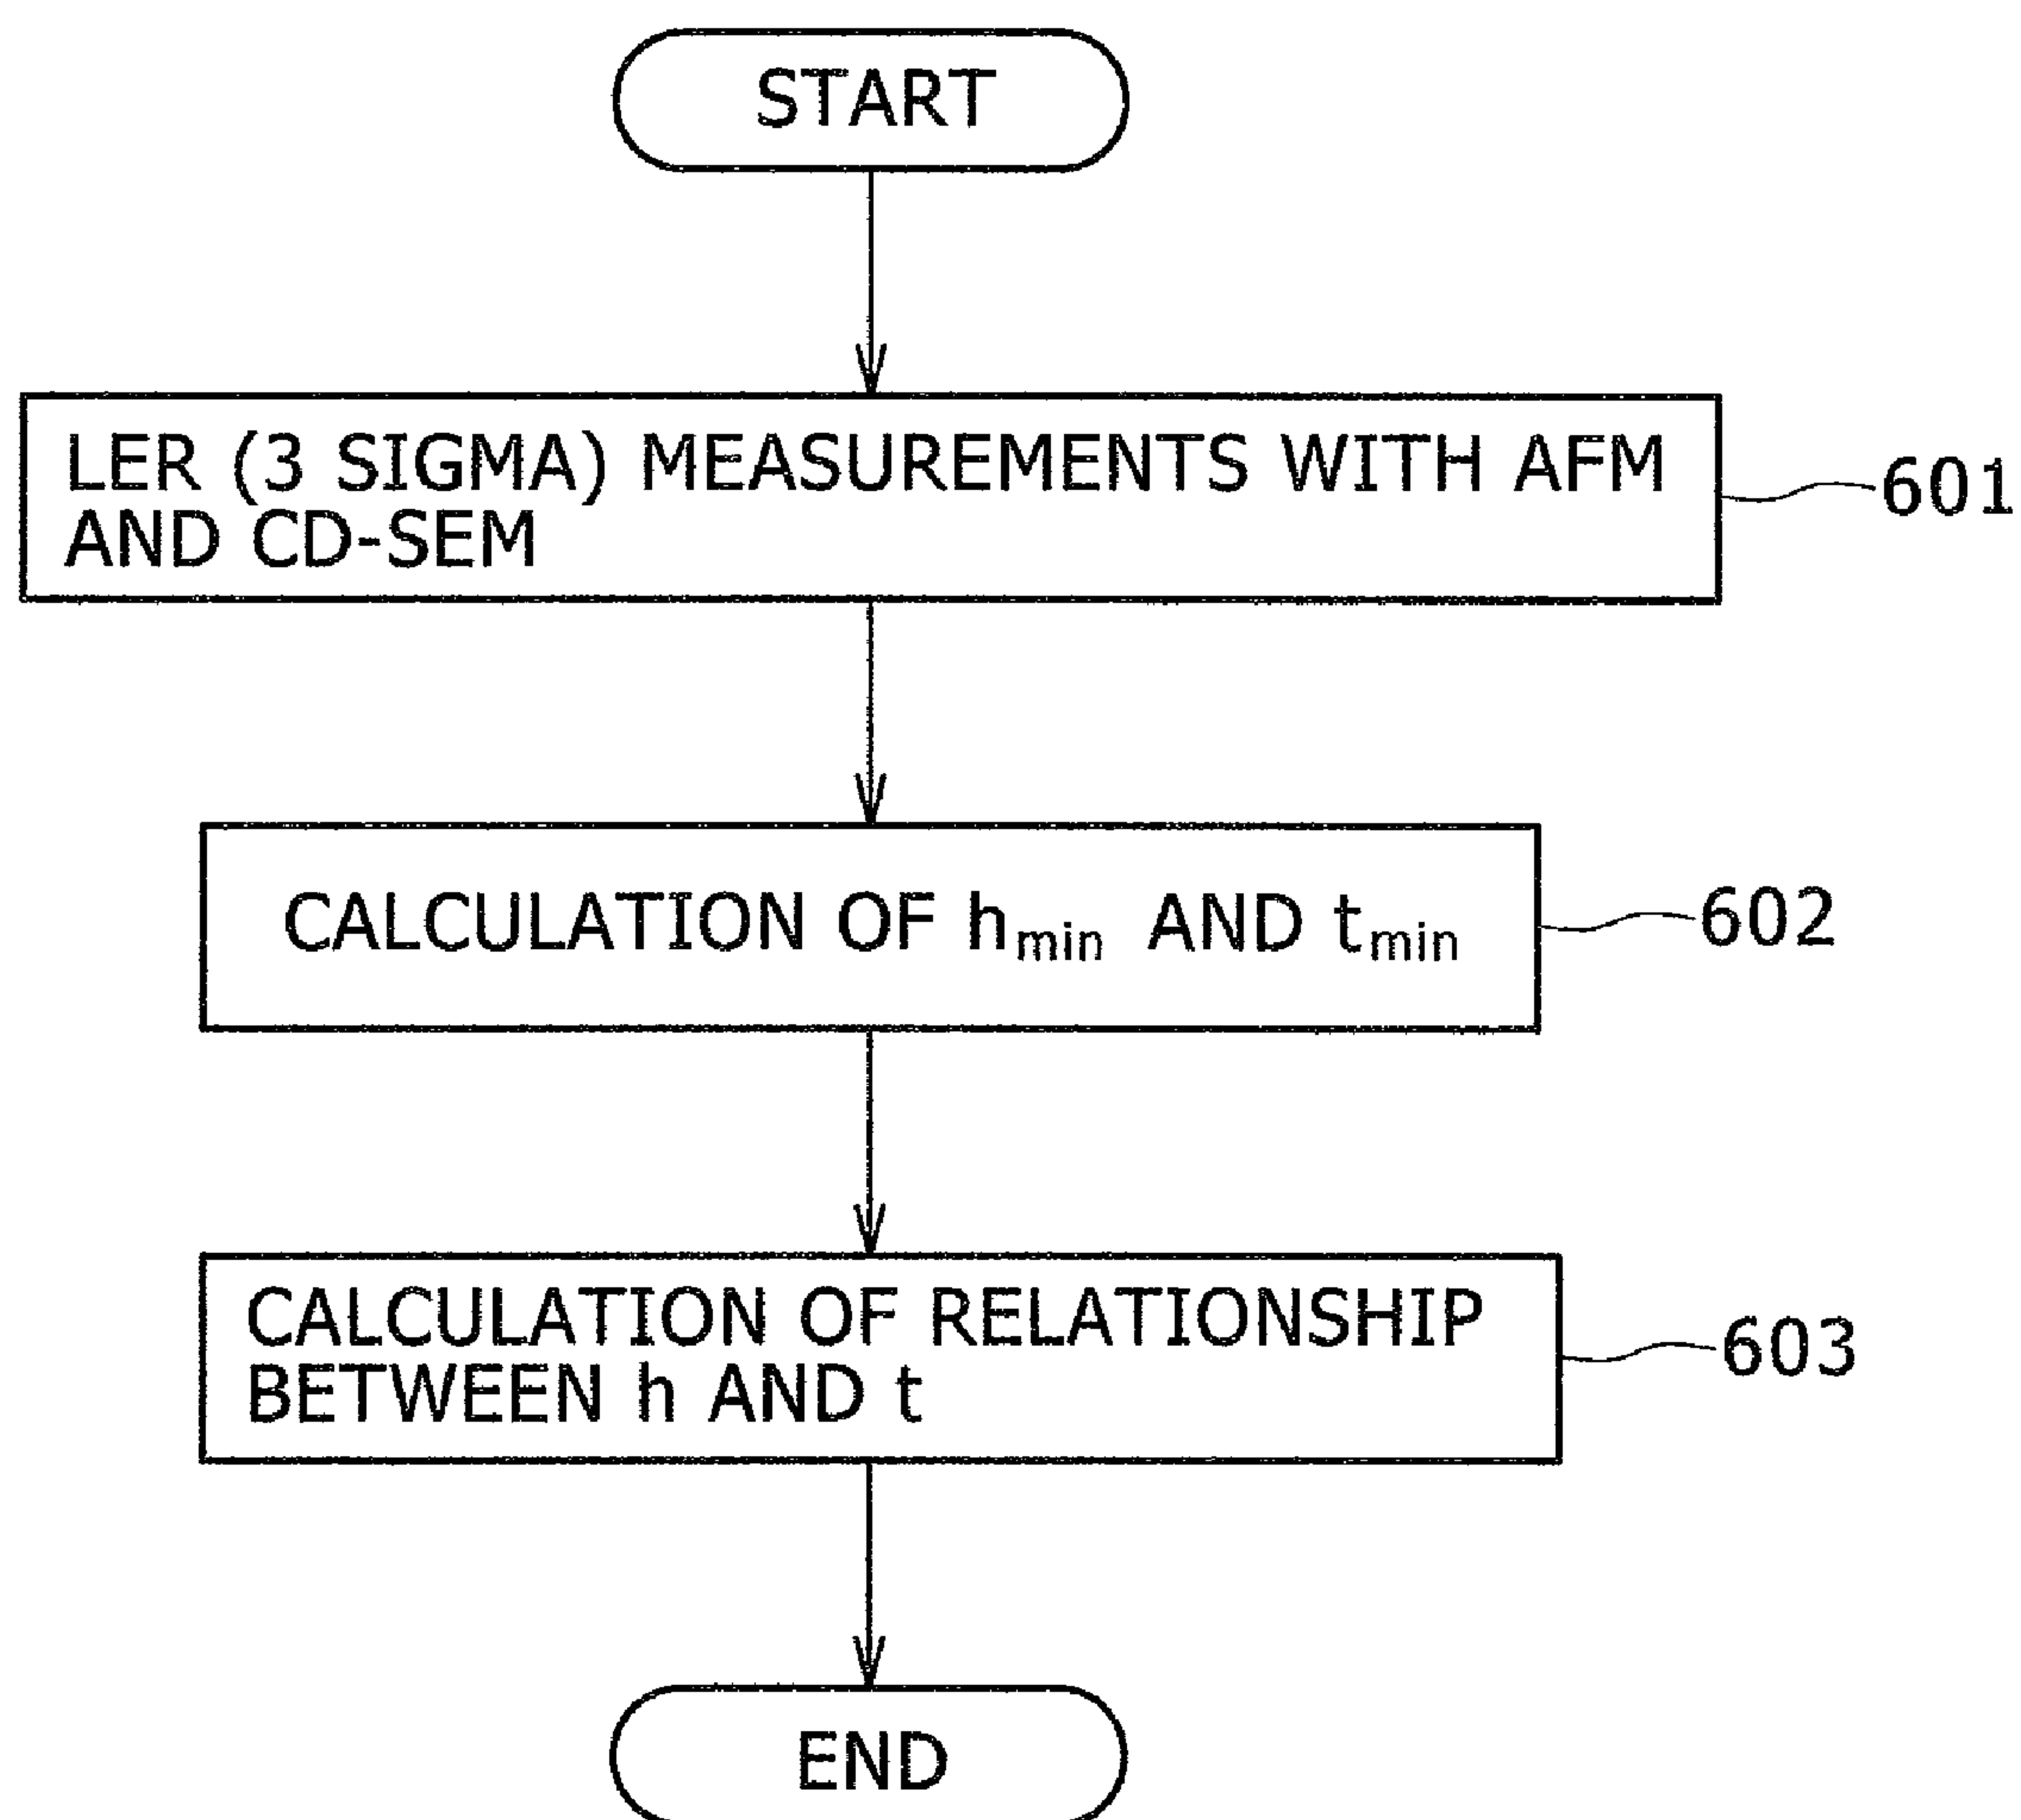 START
LER (3 SIGMA) MEASUREMENTS WITH AFM
AND CD-SEM
601
CALCULATION OF hmin AND tmin
602
CALCULATION OF RELATIONSHIP
BETWEEN h AND t
603
END